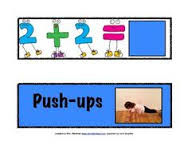 2 + 2 =
Push-ups